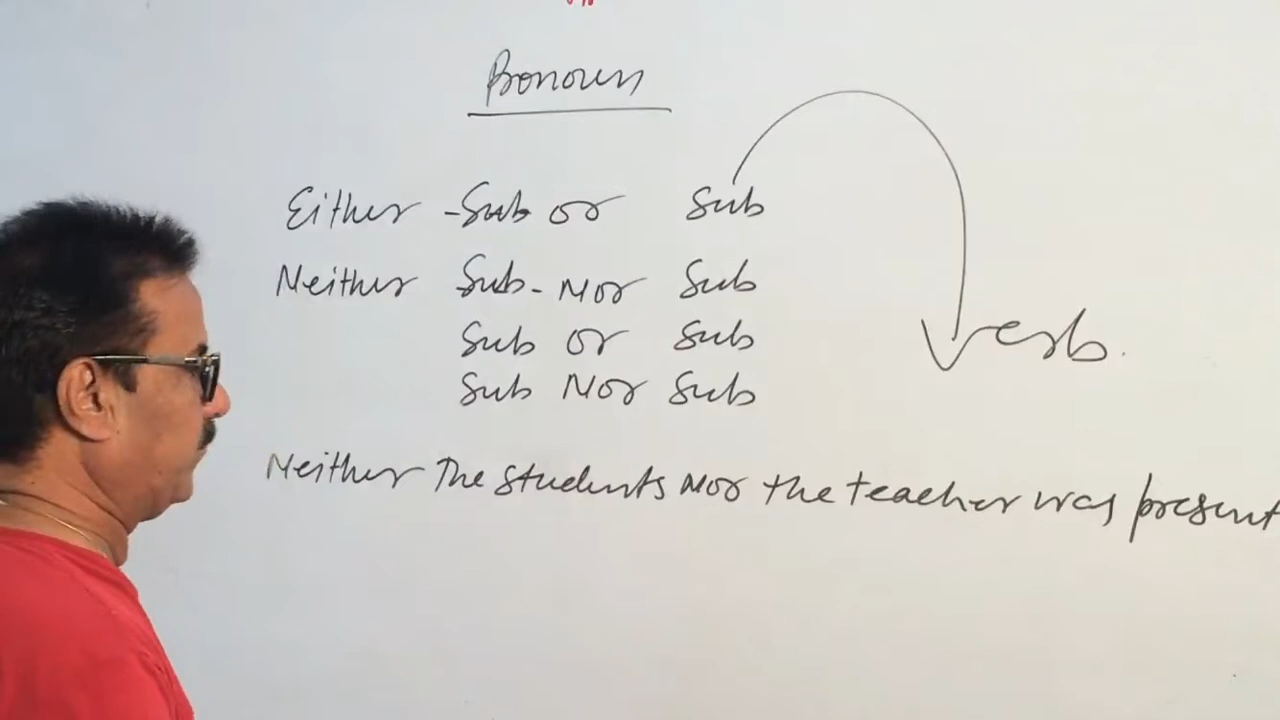 Pronoun
Either - Sub or Sub
Neither Sub - Nor Sub
Verb.
Sub or Sub
Sub Nor Sub
Neither The students Nor the teacher was present